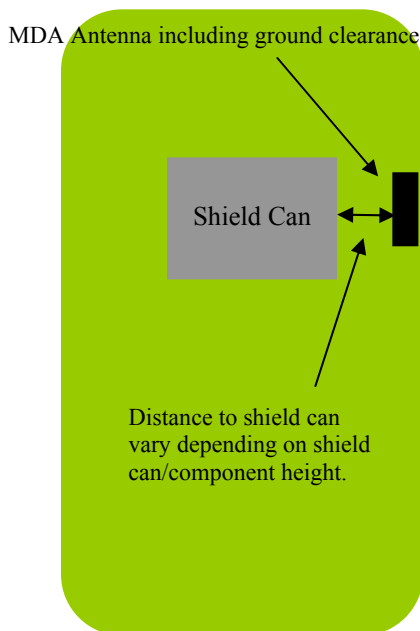 MDA Antenna including ground clearance
Shield Can
Distance to shield can
vary depending on shield
can/component height.